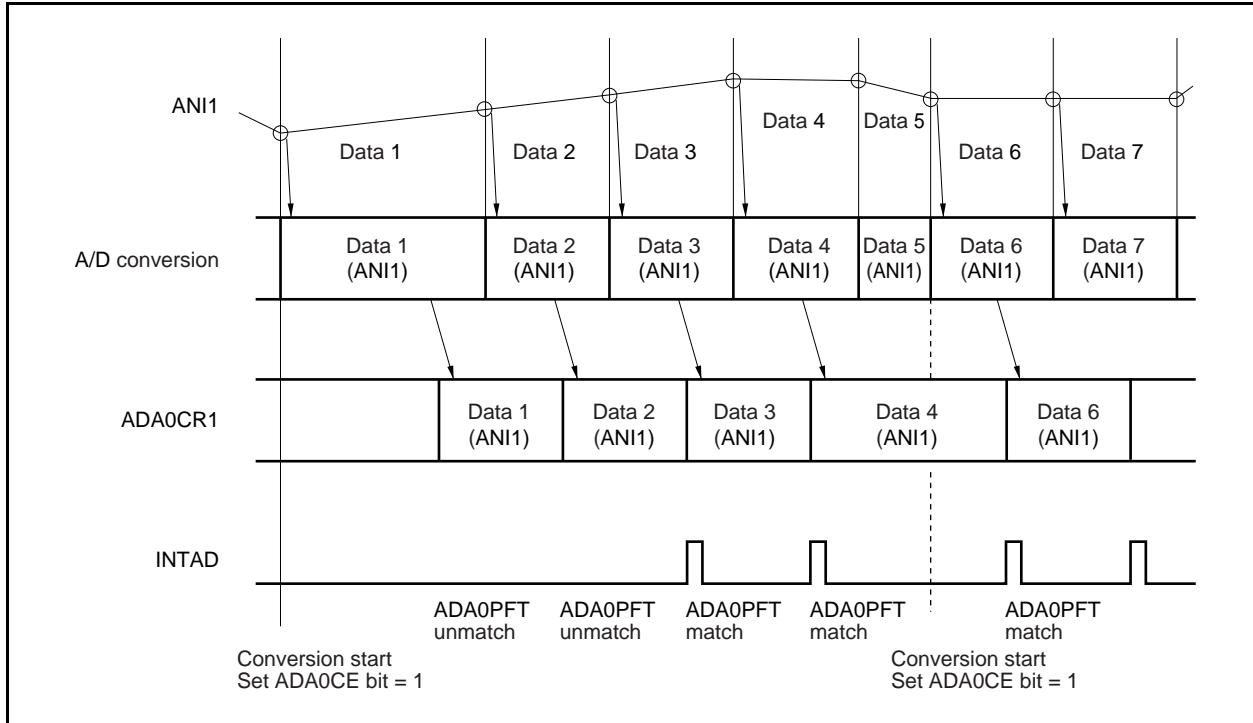 ANI1
Data 1
Data 2
Data 3
Data 4
Data 5
Data 6
Data 7
A/D conversion
Data 1
(ANI1)
Data 2
(ANI1)
Data 3
(ANI1)
Data 4
(ANI1)
Data 5
(ANI1)
Data 6
(ANI1)
Data 7
(ANI1)
ADA0CR1
Data 1
(ANI1)
Data 2
(ANI1)
Data 3
(ANI1)
Data 4
(ANI1)
Data 6
(ANI1)
INTAD
ADA0PFT
unmatch
ADA0PFT
unmatch
ADA0PFT
match
ADA0PFT
match
ADA0PFT
match
Conversion start
Set ADA0CE bit = 1
Conversion start
Set ADA0CE bit = 1